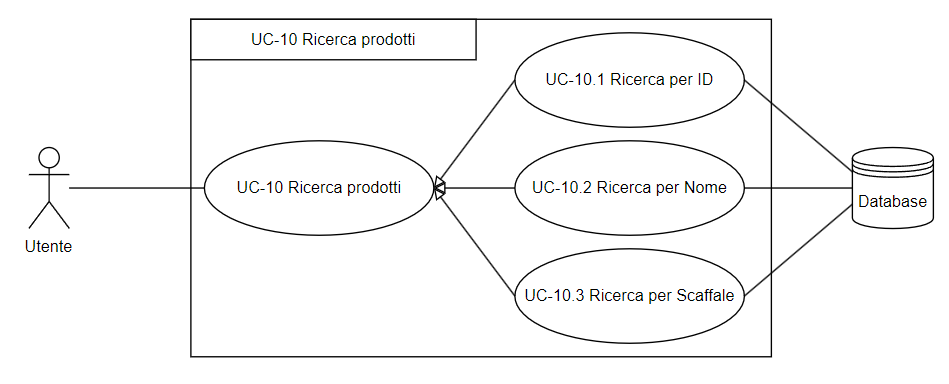 UC-10 Ricerca prodotti
UC-10.1 Ricerca per ID
UC-10 Ricerca prodotti
UC-10.2 Ricerca per Nome
Database
Utente
UC-10.3 Ricerca per Scaffale